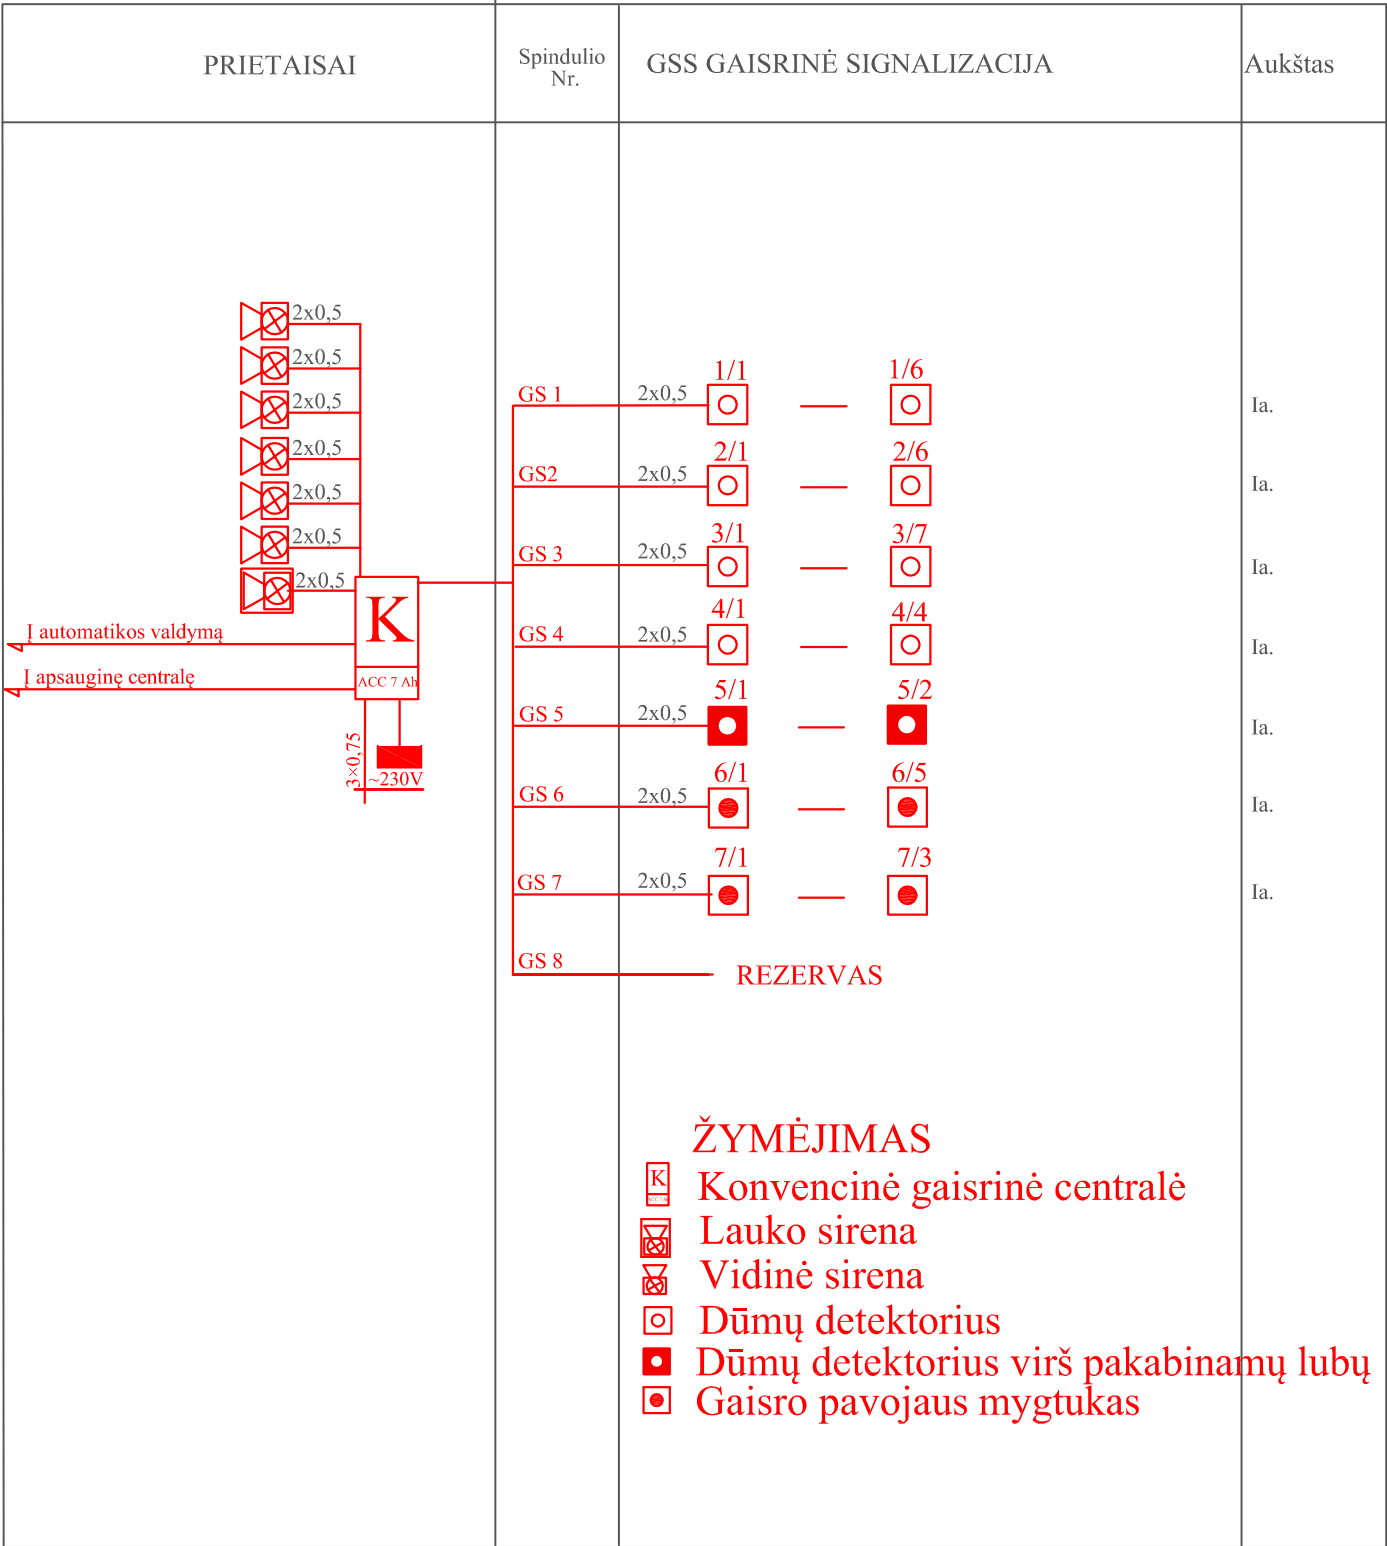 PRIETAISAI
Spindulio
Nr.
GSS GAISRINĖ SIGNALIZACIJA
Aukštas
2x0,5
2x0,5
2x0,5
2x0,5
2x0,5
2x0,5
2x0,5
K
ACC 7 Ah
Į automatikos valdymą
Į apsauginę centralę
3×0,75
~230V
GS 1 2x0,5 1/1 1/6 Ia.
GS2 2x0,5 2/1 2/6 Ia.
GS 3 2x0,5 3/1 3/7 Ia.
GS 4 2x0,5 4/1 4/4 Ia.
GS 5 2x0,5 5/1 5/2 Ia.
GS 6 2x0,5 6/1 6/5 Ia.
GS 7 2x0,5 7/1 7/3 Ia.
GS 8 REZERVAS
ŽYMĖJIMAS
K
ACC 7 Ah
Konvencinė gaisrinė centralė
Lauko sirena
Vidinė sirena
Dūmų detektorius
Dūmų detektorius virš pakabinamų lubų
Gaisro pavojaus mygtukas